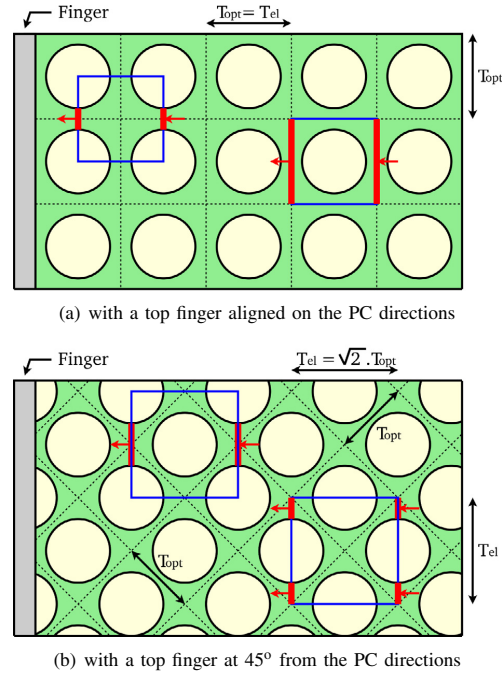 Finger
Topt = Tel
Topt
(a) with a top finger aligned on the PC directions
Finger
Tel = √2 .Topt
Topt
Topt
Tel
(b) with a top finger at 45° from the PC directions